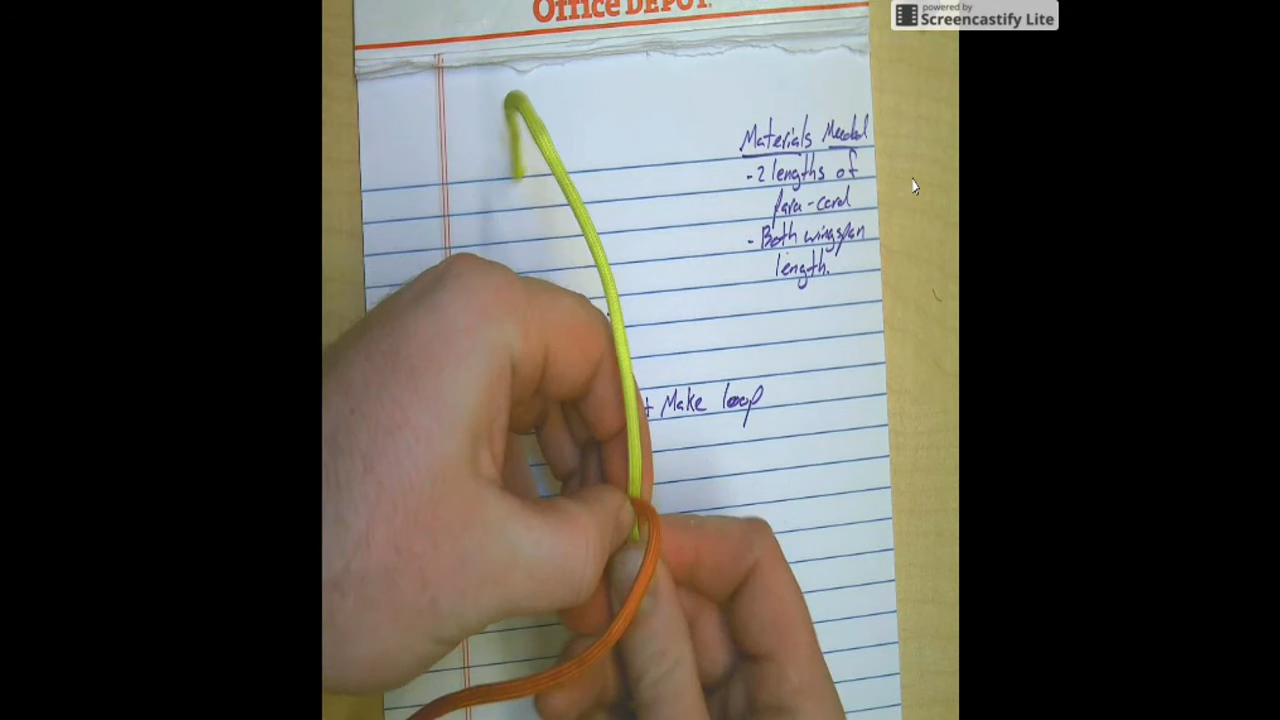 Office DEPOT.
powered by
Screencastify Lite
Materials Needed
- 2 lengths of
Para-cord
- Both wingspan
length.
Make loop